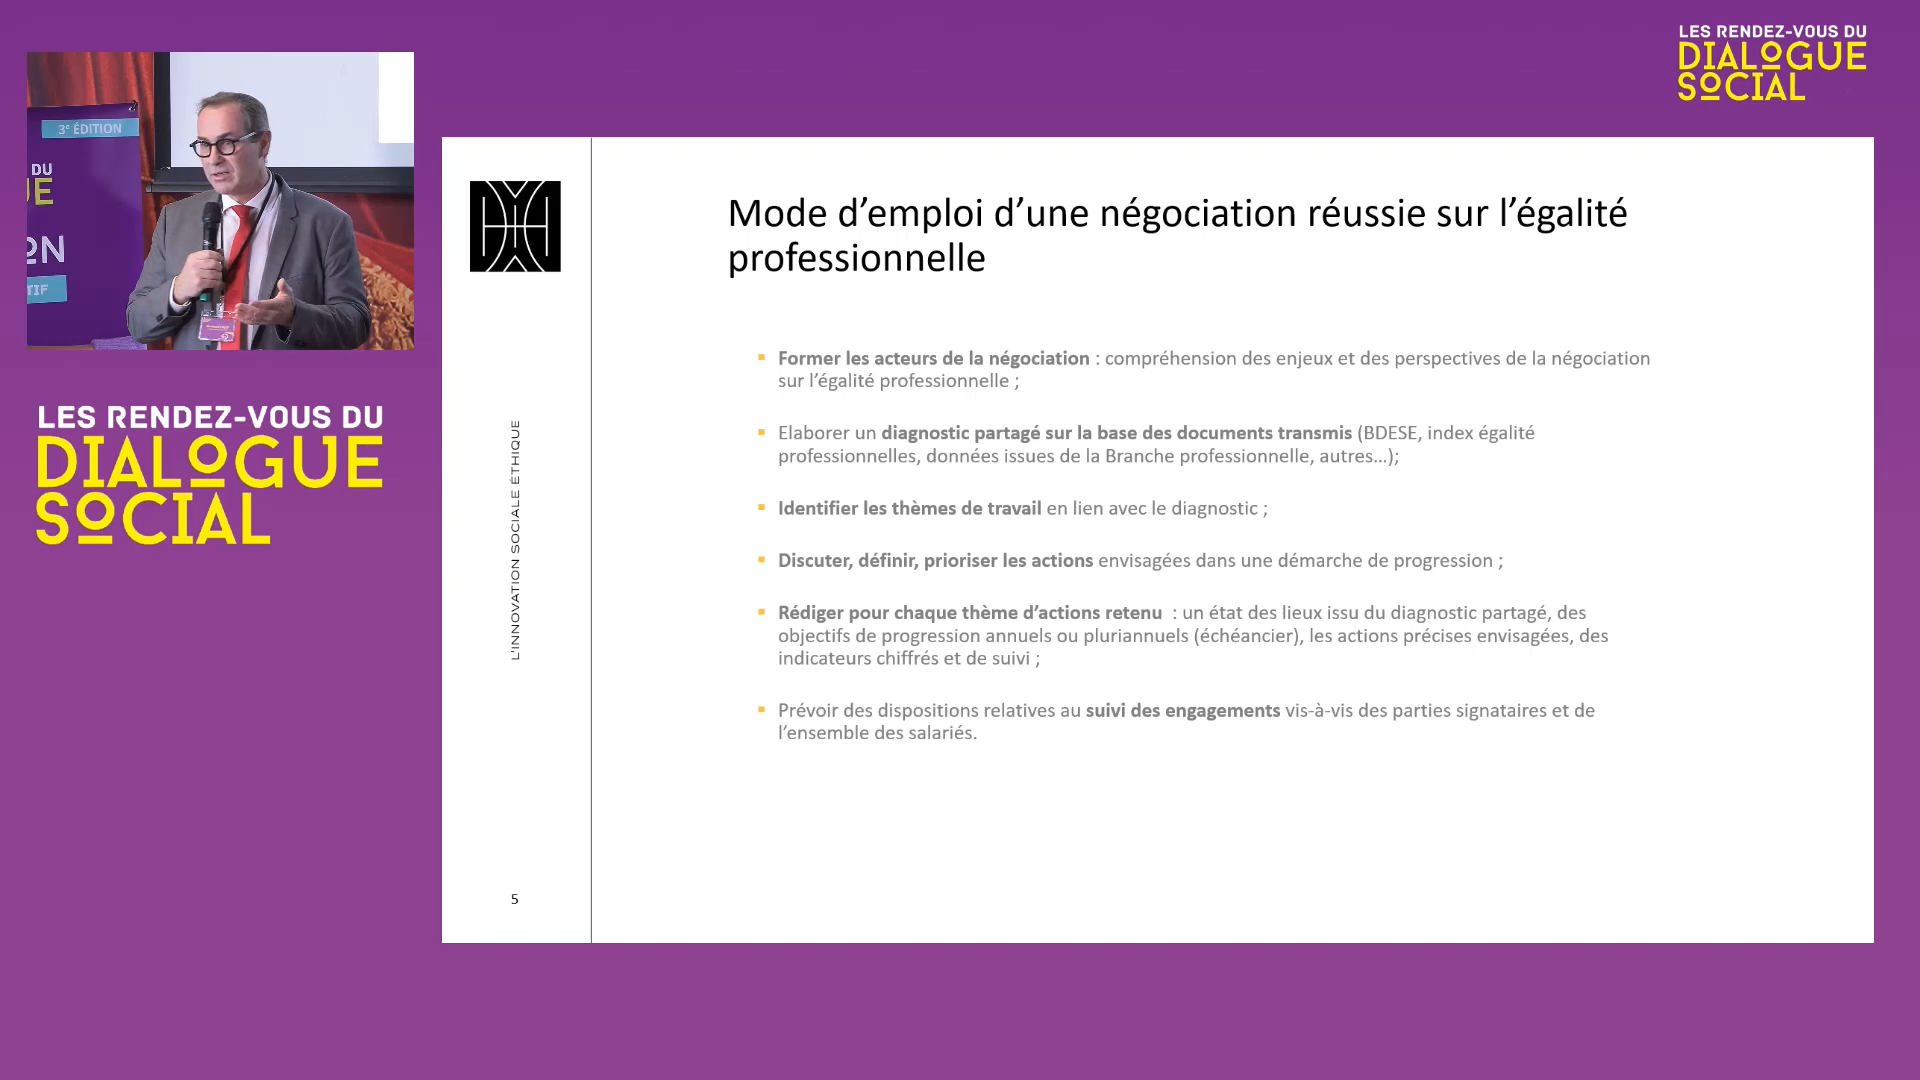 LES RENDEZ-VOUS DU
DIALOGUE
SOCIAL
3e ÉDITION
DU
UE
ON
TIF
LES RENDEZ-VOUS DU
DIALOGUE
SOCIAL
L'INNOVATION SOCIALE ÉTHIQUE
5
Mode d’emploi d’une négociation réussie sur l’égalité
professionnelle
▪ Former les acteurs de la négociation : compréhension des enjeux et des perspectives de la négociation
sur l’égalité professionnelle ;
▪ Elaborer un diagnostic partagé sur la base des documents transmis (BDESE, index égalité
professionnelles, données issues de la Branche professionnelle, autres…);
▪ Identifier les thèmes de travail en lien avec le diagnostic ;
▪ Discuter, définir, prioriser les actions envisagées dans une démarche de progression ;
▪ Rédiger pour chaque thème d’actions retenu  : un état des lieux issu du diagnostic partagé, des
objectifs de progression annuels ou pluriannuels (échéancier), les actions précises envisagées, des
indicateurs chiffrés et de suivi ;
▪ Prévoir des dispositions relatives au suivi des engagements vis-à-vis des parties signataires et de
l’ensemble des salariés.